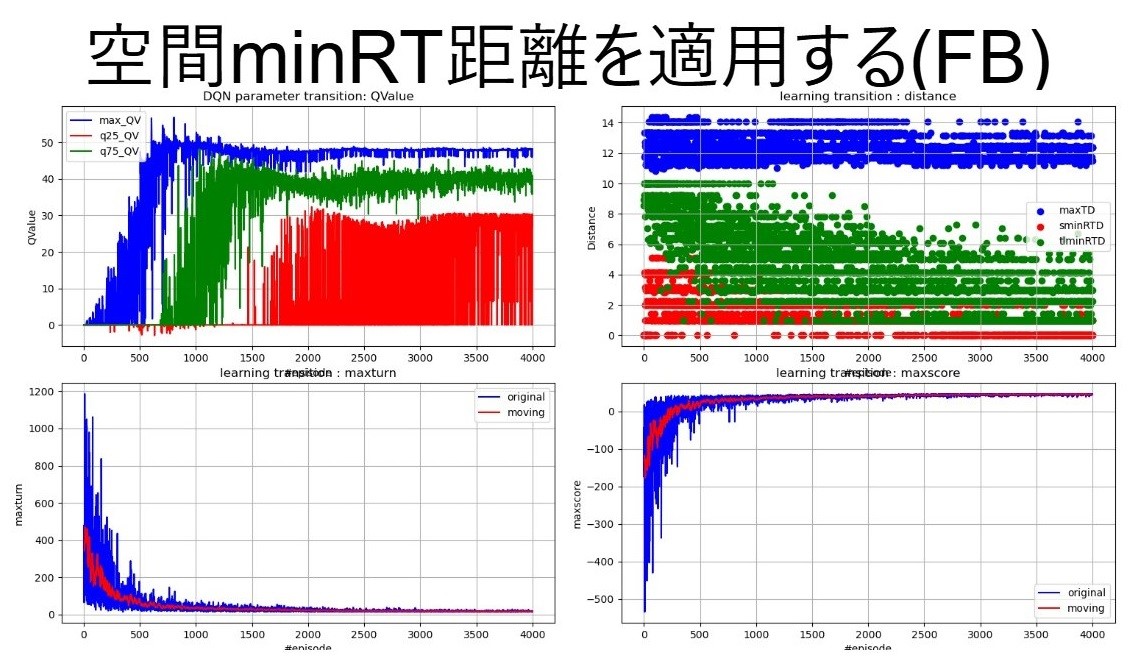 空間minRT距離を適用する(FB)
DQN parameter transition: QValue
max_QV
q25_QV
q75_QV
QValue
50
40
30
20
10
0
0 500 1000 1500 2000 2500 3000 3500 4000
learning transition : distance
maxTD
sminRTD
tlminRTD
Distance
14
12
10
8
6
4
2
0
0 500 1000 1500 2000 2500 3000 3500 4000
#episode
learning transition : maxturn
original
moving
maxturn
1200
1000
800
600
400
200
0
0 500 1000 1500 2000 2500 3000 3500 4000
#episode
#episode
learning transition : maxscore
original
moving
maxscore
0
−100
−200
−300
−400
−500
0 500 1000 1500 2000 2500 3000 3500 4000
#episode